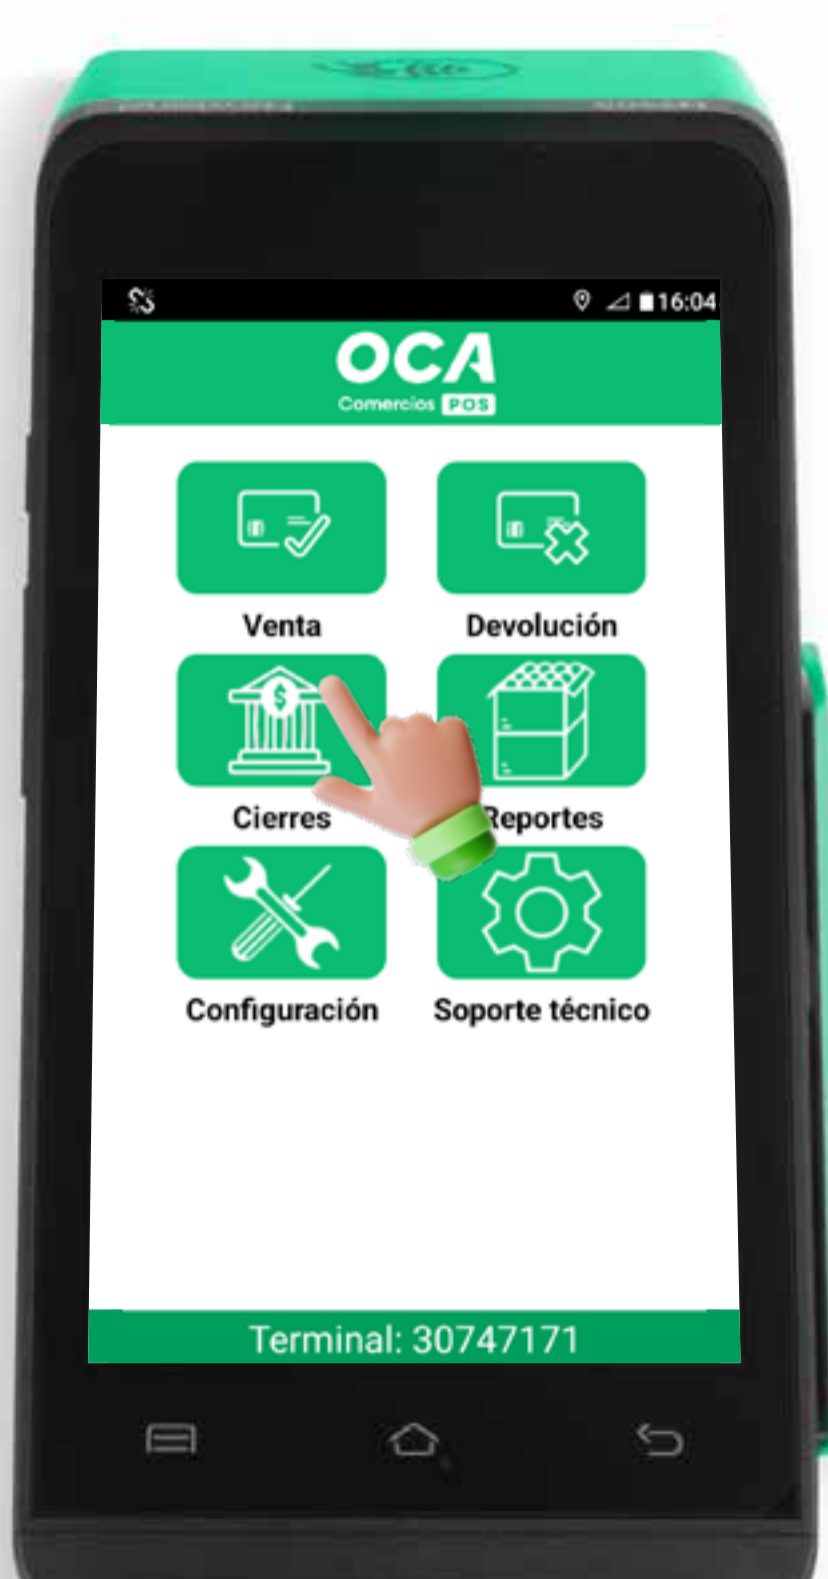 16:04
OCA
Comercios POS
Venta
Devolución
Cierres
Reportes
Configuración
Soporte técnico
Terminal: 30747171